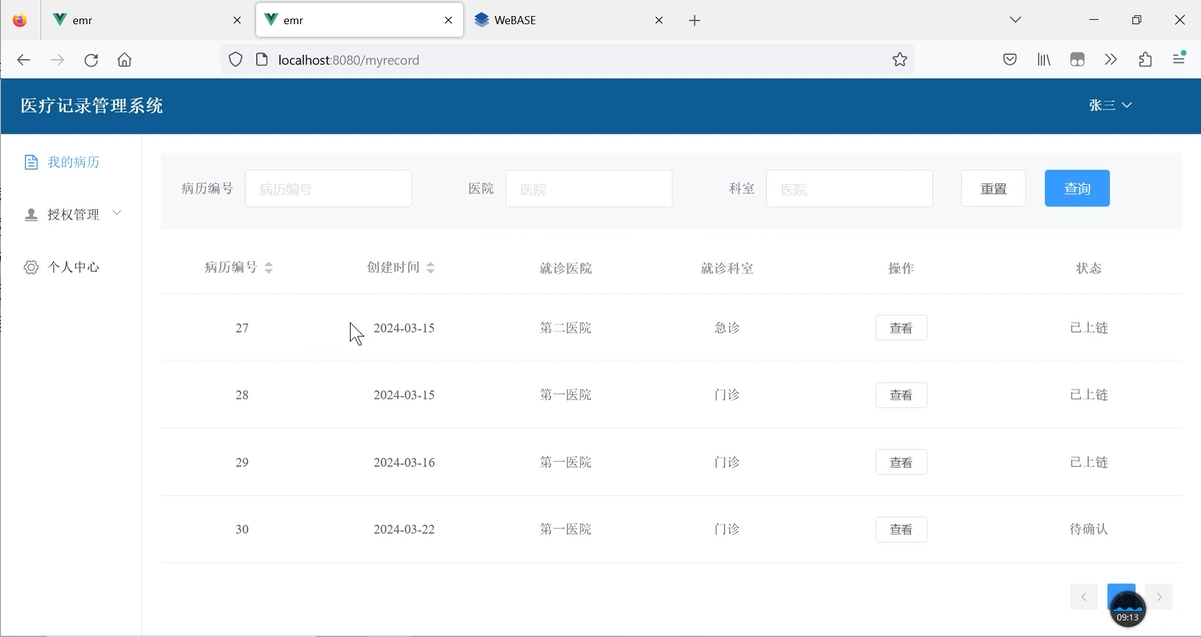 emr
emr
WeBASE
localhost:8080/myrecord
医疗记录管理系统
张三
我的病历
授权管理
个人中心
病历编号 病历编号 医院 医院 科室 医院 重置 查询
病历编号 创建时间 就诊医院 就诊科室 操作 状态
27 2024-03-15 第二医院 急诊 查看 已上链
28 2024-03-15 第一医院 门诊 查看 已上链
29 2024-03-16 第一医院 门诊 查看 已上链
30 2024-03-22 第一医院 门诊 查看 待确认
09:13